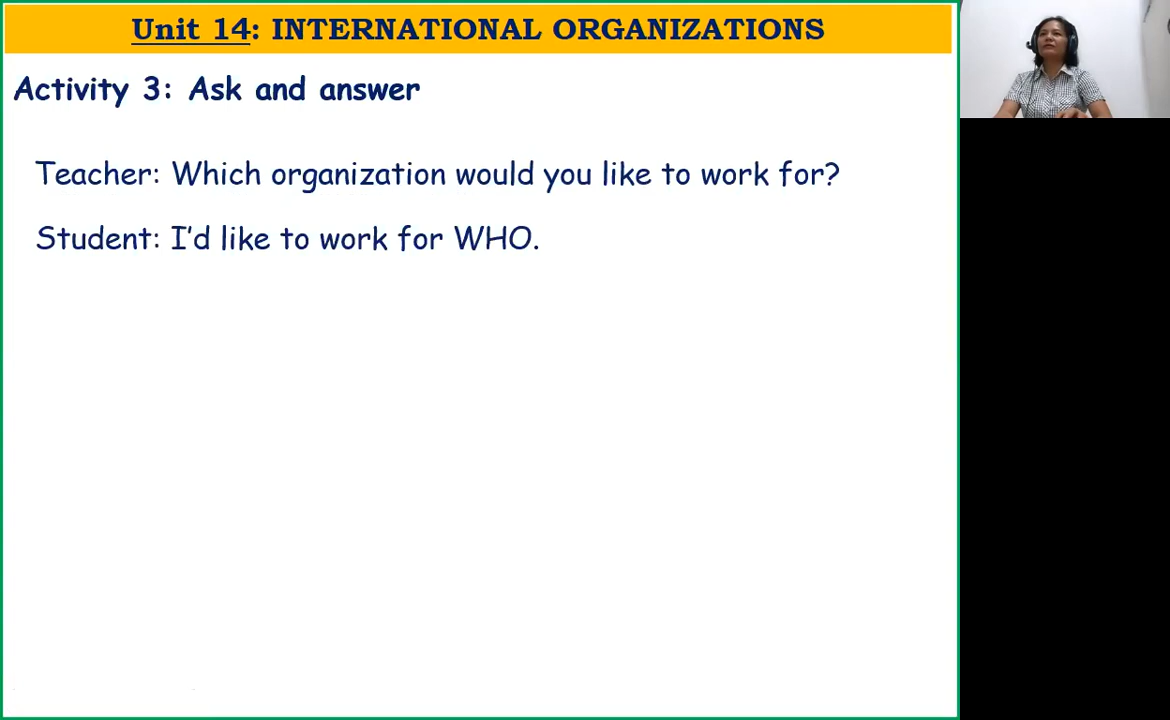 Unit 14: INTERNATIONAL ORGANIZATIONS
Activity 3: Ask and answer
Teacher: Which organization would you like to work for?
Student: I'd like to work for WHO.